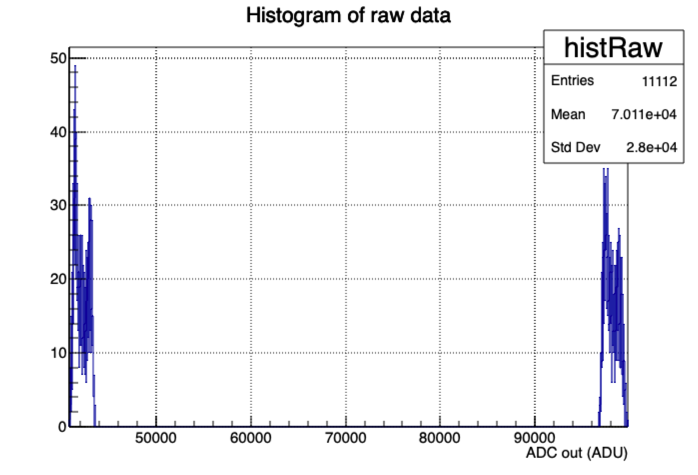 Histogram of raw data
histRaw
Entries 11112
Mean 7.011e+04
Std Dev 2.8e+04
50
40
30
20
10
0
50000 60000 70000 80000 90000
ADC out (ADU)